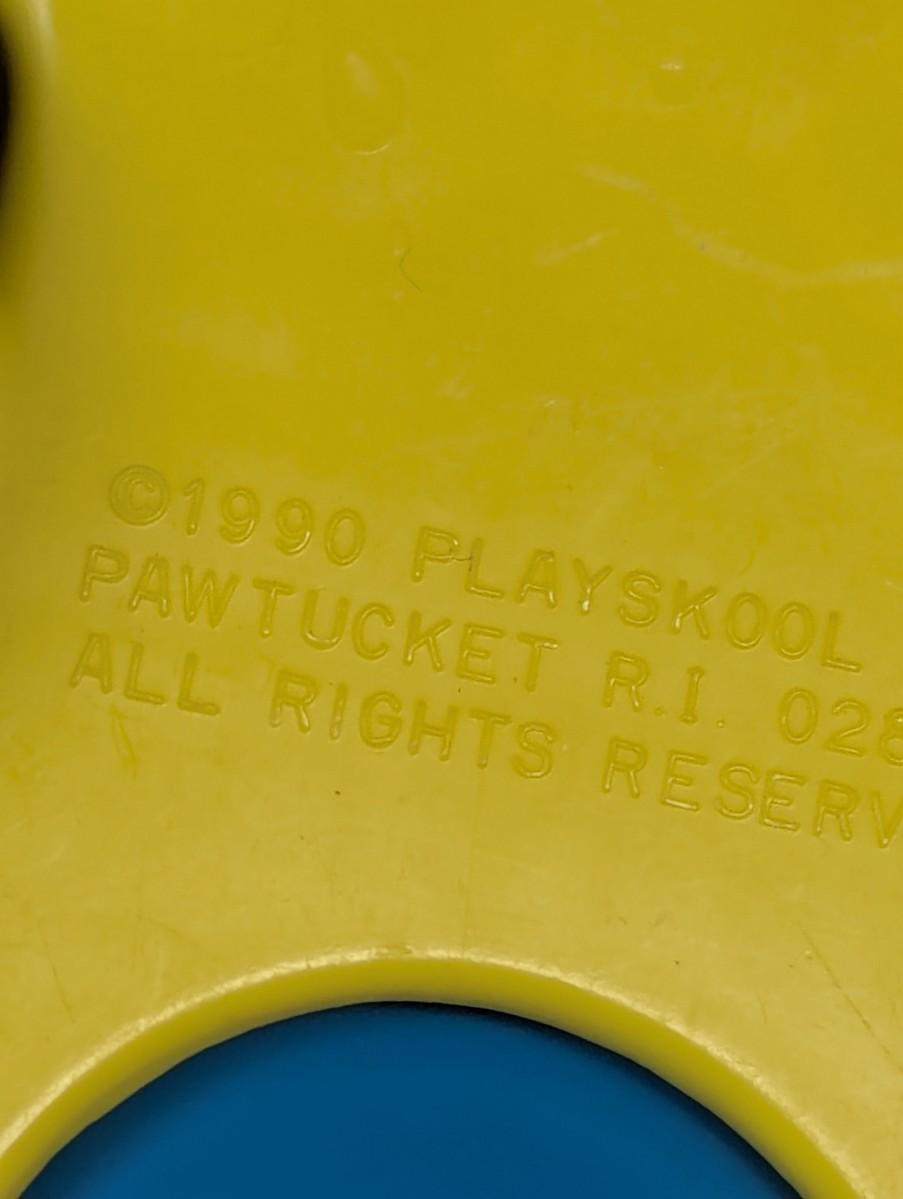 ©1990 PLAYSKOOL
PAWTUCKET R.I. 028
ALL RIGHTS RESERV